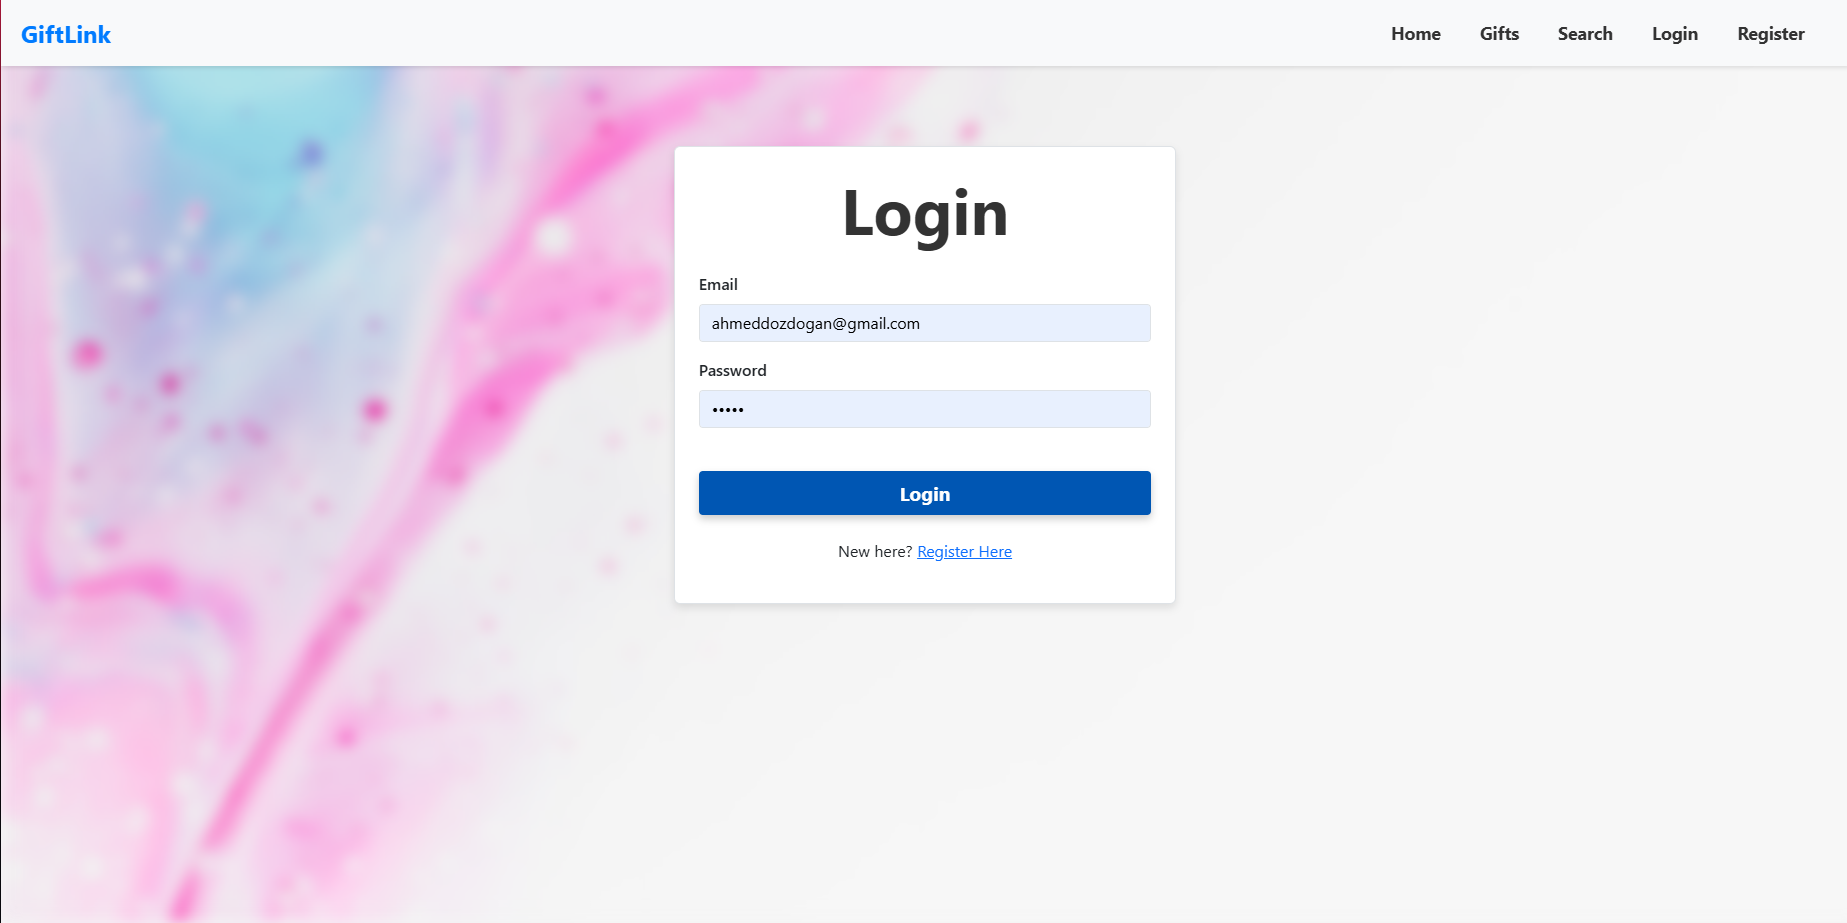 GiftLink Home Gifts Search Login Register
Login
Email
ahmeddozdogan@gmail.com
Password
•••••
Login
New here? Register Here